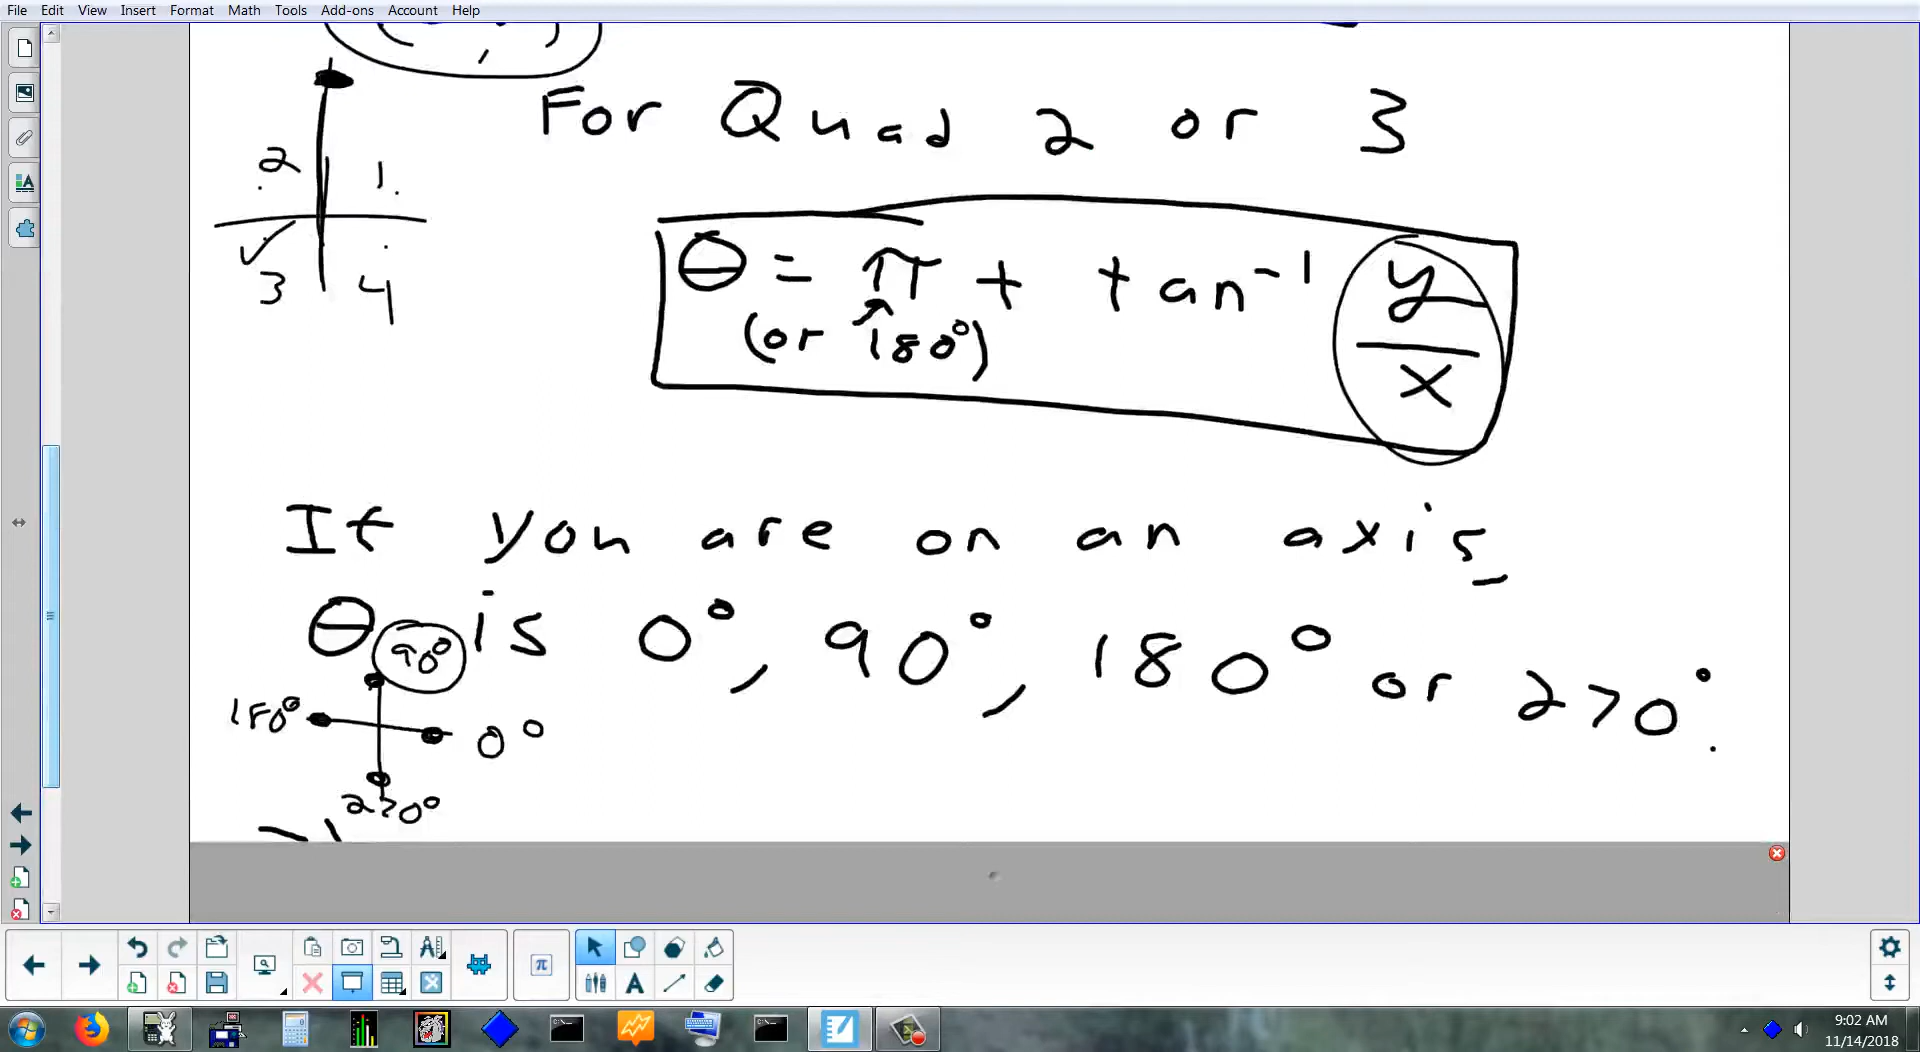 File Edit View Insert Format Math Tools Add-ons Account Help
For Quad 2 or 3
2 1
3 4
θ = π + tan⁻¹ y/x
(or 180°)
If you are on an axis,
θ is 0°, 90°, 180° or 270°.
90°
180° 0°
270°
π
A
9:02 AM
11/14/2018